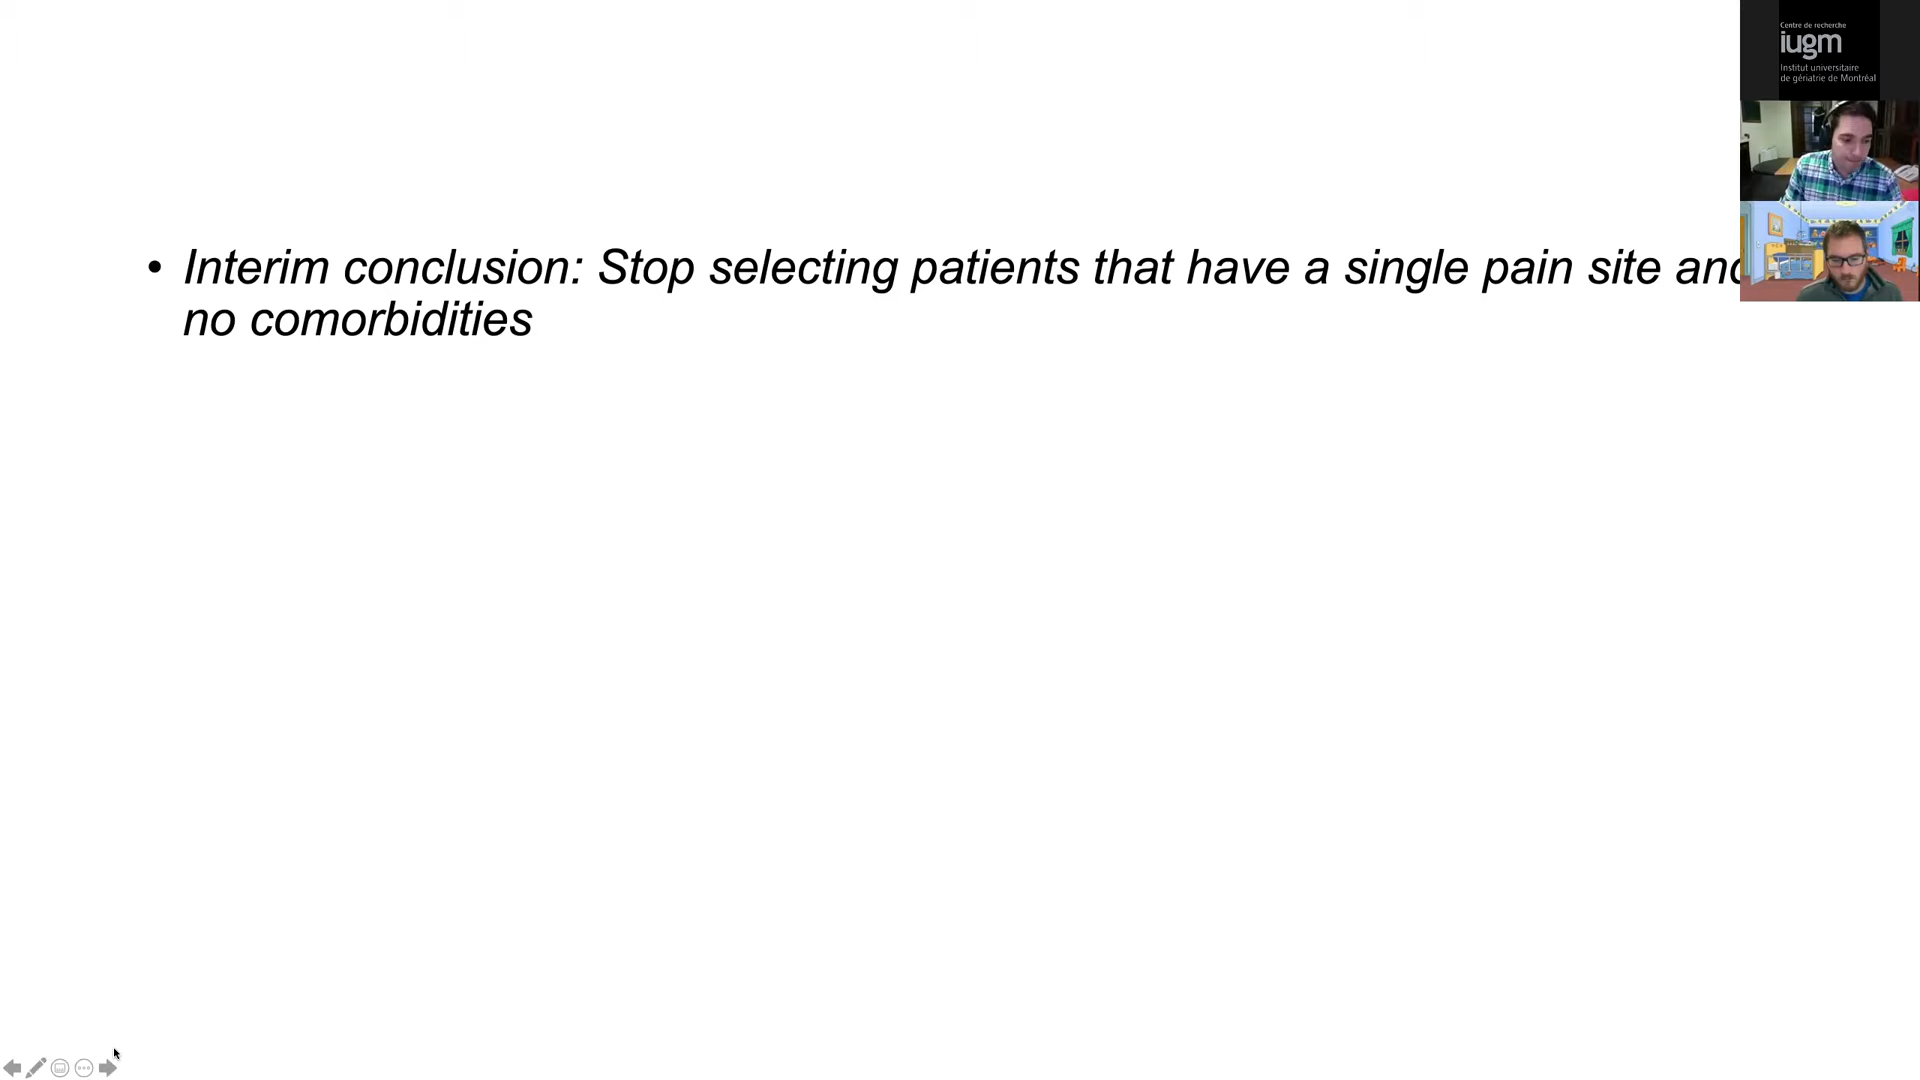 Centre de recherche
iugm
Institut universitaire
de gériatrie de Montréal
• Interim conclusion: Stop selecting patients that have a single pain site and
no comorbidities